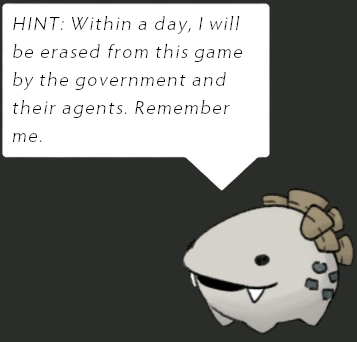 HINT: Within a day, I will
be erased from this game
by the government and
their agents. Remember
me.